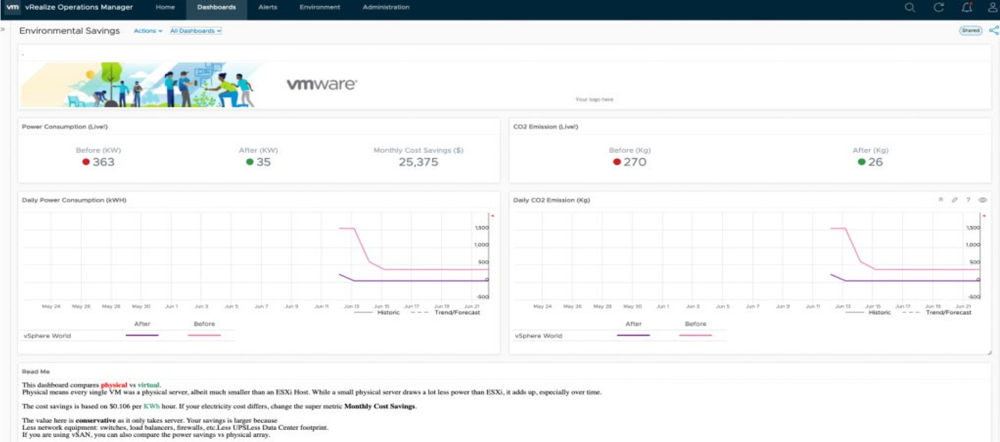 vm vRealize Operations Manager Home Dashboards Alerts Environment Administration
Environmental Savings Actions All Dashboards Shared
-
vmware®
Your logo here
Power Consumption (Live!)
Before (KW) After (KW) Monthly Cost Savings ($)
363 35 25,375
CO2 Emission (Live!)
Before (Kg) After (Kg)
270 26
Daily Power Consumption (kWH)
1,500
1,000
500
0
-500
May 24 May 26 May 28 May 30 Jun 1 Jun 3 Jun 5 Jun 7 Jun 9 Jun 11 Jun 13 Jun 15 Jun 17 Jun 19 Jun 21
Historic Trend/Forecast
After Before
vSphere World
Daily CO2 Emission (Kg)
?
1,500
1,000
500
0
-500
May 24 May 26 May 28 May 30 Jun 1 Jun 3 Jun 5 Jun 7 Jun 9 Jun 11 Jun 13 Jun 15 Jun 17 Jun 19 Jun 21
Historic Trend/Forecast
After Before
vSphere World
Read Me
This dashboard compares physical vs virtual.
Physical means every single VM was a physical server, albeit much smaller than an ESXi Host. While a small physical server draws a lot less power than ESXi, it adds up, especially over time.
The cost savings is based on $0.106 per KWh hour. If your electricity cost differs, change the super metric Monthly Cost Savings.
The value here is conservative as it only takes server. Your savings is larger because
Less network equipment: switches, load balancers, firewalls, etc.Less UPSLess Data Center footprint.
If you are using vSAN, you can also compare the power savings vs physical array.